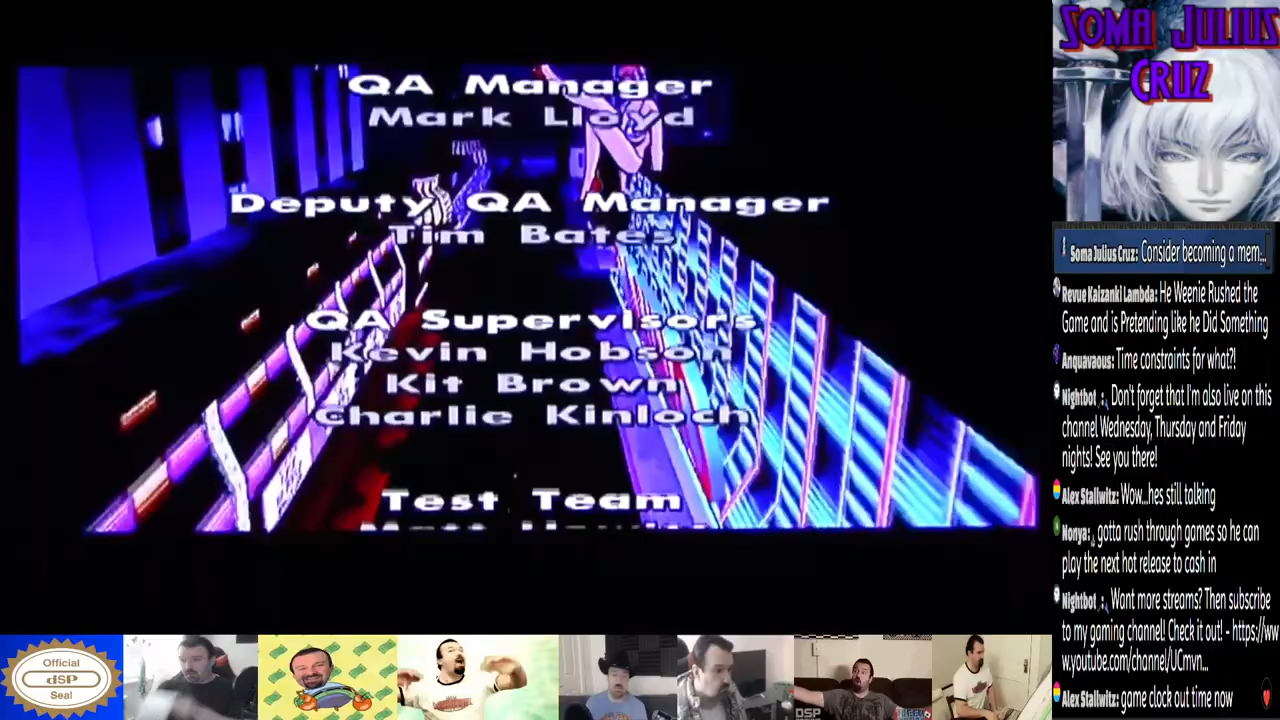 QA Manager
Mark Lloyd
Deputy QA Manager
Tim Bates
QA Supervisors
Kevin Hobson
Kit Brown
Charlie Kinloch
Test Team
Soma Julius
Cruz
Soma Julius Cruz: Consider becoming a mem...
Revue Kaizanki Lambda: He Weenie Rushed the
Game and is Pretending like he Did Something
Anquavaous: Time constraints for what?!
Nightbot : Don't forget that I'm also live on this
channel Wednesday, Thursday and Friday
nights! See you there!
Alex Stallwitz: Wow...hes still talking
Nonya: gotta rush through games so he can
play the next hot release to cash in
Nightbot : Want more streams? Then subscribe
to my gaming channel! Check it out! - https://ww
w.youtube.com/channel/UCmvn...
Alex Stallwitz: game clock out time now
Official
dSP
Seal
DSP